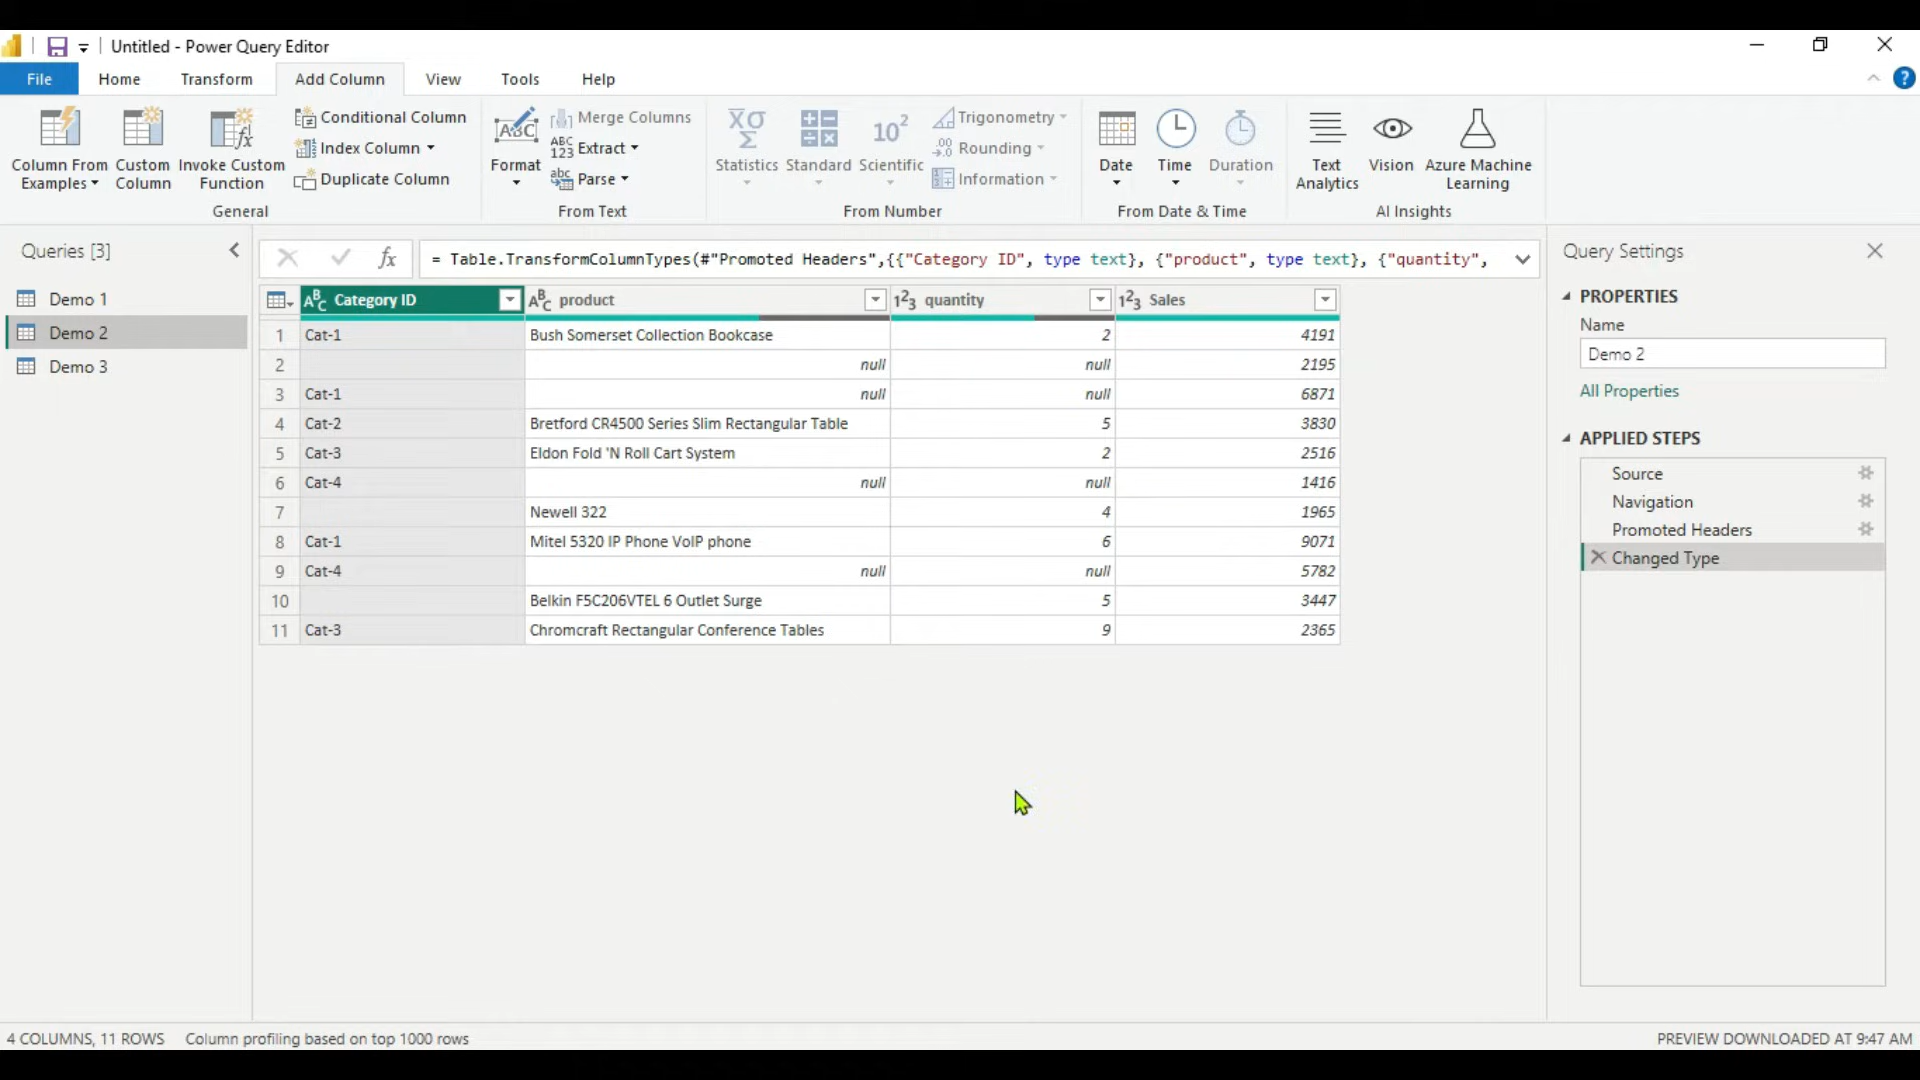 Untitled - Power Query Editor
File Home Transform Add Column View Tools Help
Column From Examples
Custom Column
Invoke Custom Function
Conditional Column
Index Column
Duplicate Column
General
Format
Merge Columns
Extract
Parse
From Text
Statistics
Standard
Scientific
Trigonometry
Rounding
Information
From Number
Date
Time
Duration
From Date & Time
Text Analytics
Vision
Azure Machine Learning
AI Insights
Queries [3]
Demo 1
Demo 2
Demo 3
fx = Table.TransformColumnTypes(#"Promoted Headers",{{"Category ID", type text}, {"product", type text}, {"quantity",
Category ID product quantity Sales
1 Cat-1 Bush Somerset Collection Bookcase 2 4191
2 null null 2195
3 Cat-1 null null 6871
4 Cat-2 Bretford CR4500 Series Slim Rectangular Table 5 3830
5 Cat-3 Eldon Fold 'N Roll Cart System 2 2516
6 Cat-4 null null 1416
7 Newell 322 4 1965
8 Cat-1 Mitel 5320 IP Phone VoIP phone 6 9071
9 Cat-4 null null 5782
10 Belkin F5C206VTEL 6 Outlet Surge 5 3447
11 Cat-3 Chromcraft Rectangular Conference Tables 9 2365
Query Settings
PROPERTIES
Name
Demo 2
All Properties
APPLIED STEPS
Source
Navigation
Promoted Headers
Changed Type
4 COLUMNS, 11 ROWS Column profiling based on top 1000 rows
PREVIEW DOWNLOADED AT 9:47 AM